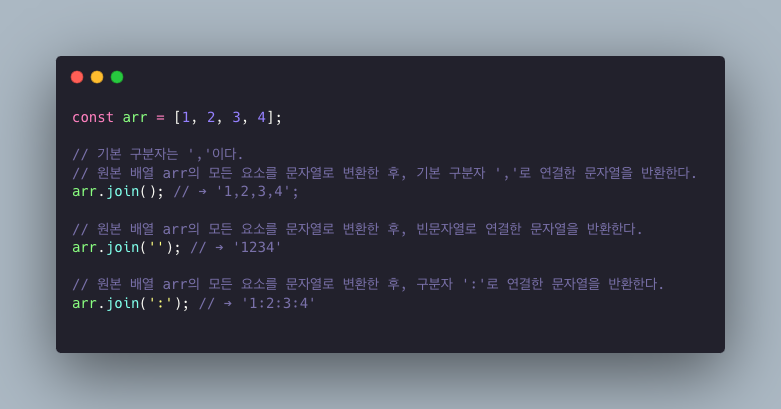 const arr = [1, 2, 3, 4];
// 기본 구분자는 ','이다.
// 원본 배열 arr의 모든 요소를 문자열로 변환한 후, 기본 구분자 ','로 연결한 문자열을 반환한다.
arr.join(); // ➔ '1,2,3,4';
// 원본 배열 arr의 모든 요소를 문자열로 변환한 후, 빈문자열로 연결한 문자열을 반환한다.
arr.join(''); // ➔ '1234'
// 원본 배열 arr의 모든 요소를 문자열로 변환한 후, 구분자 ':'로 연결한 문자열을 반환한다.
arr.join(':'); // ➔ '1:2:3:4'